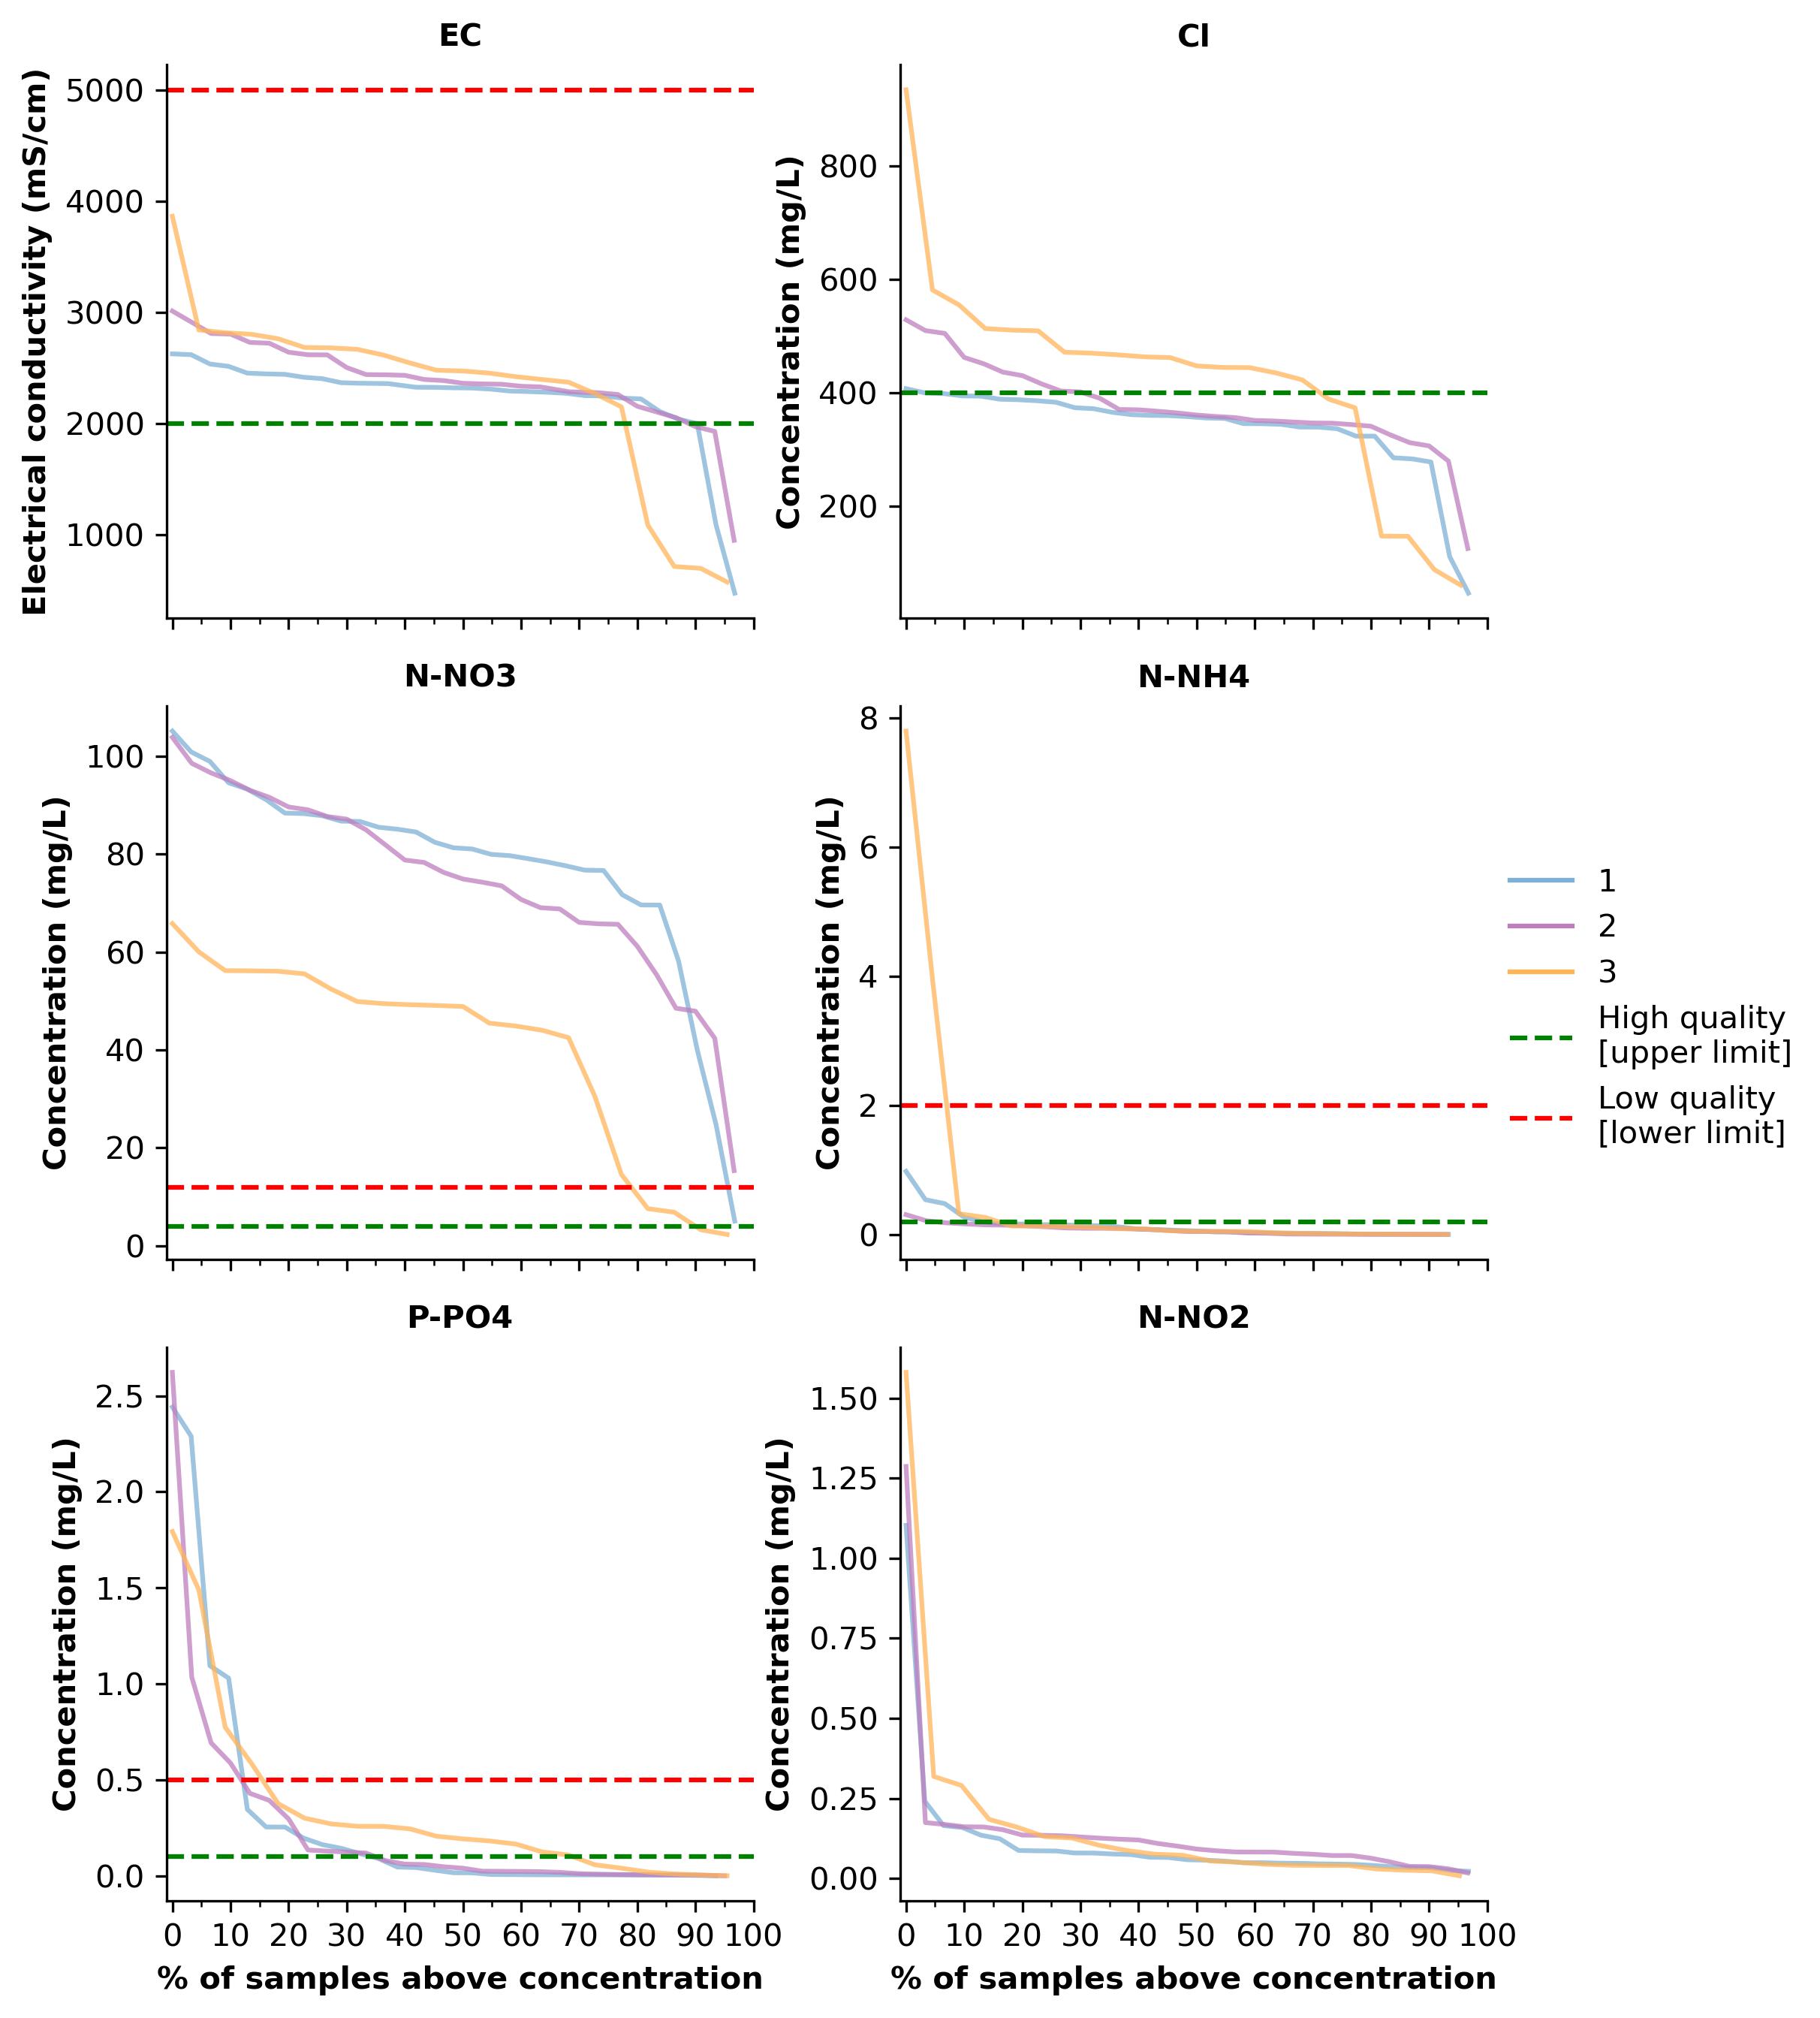 EC
Electrical conductivity (mS/cm)
5000
4000
3000
2000
1000
Cl
Concentration (mg/L)
800
600
400
200
N-NO3
Concentration (mg/L)
100
80
60
40
20
0
N-NH4
Concentration (mg/L)
8
6
4
2
0
1
2
3
High quality
[upper limit]
Low quality
[lower limit]
P-PO4
Concentration (mg/L)
2.5
2.0
1.5
1.0
0.5
0.0
0 10 20 30 40 50 60 70 80 90 100
% of samples above concentration
N-NO2
Concentration (mg/L)
1.50
1.25
1.00
0.75
0.50
0.25
0.00
0 10 20 30 40 50 60 70 80 90 100
% of samples above concentration